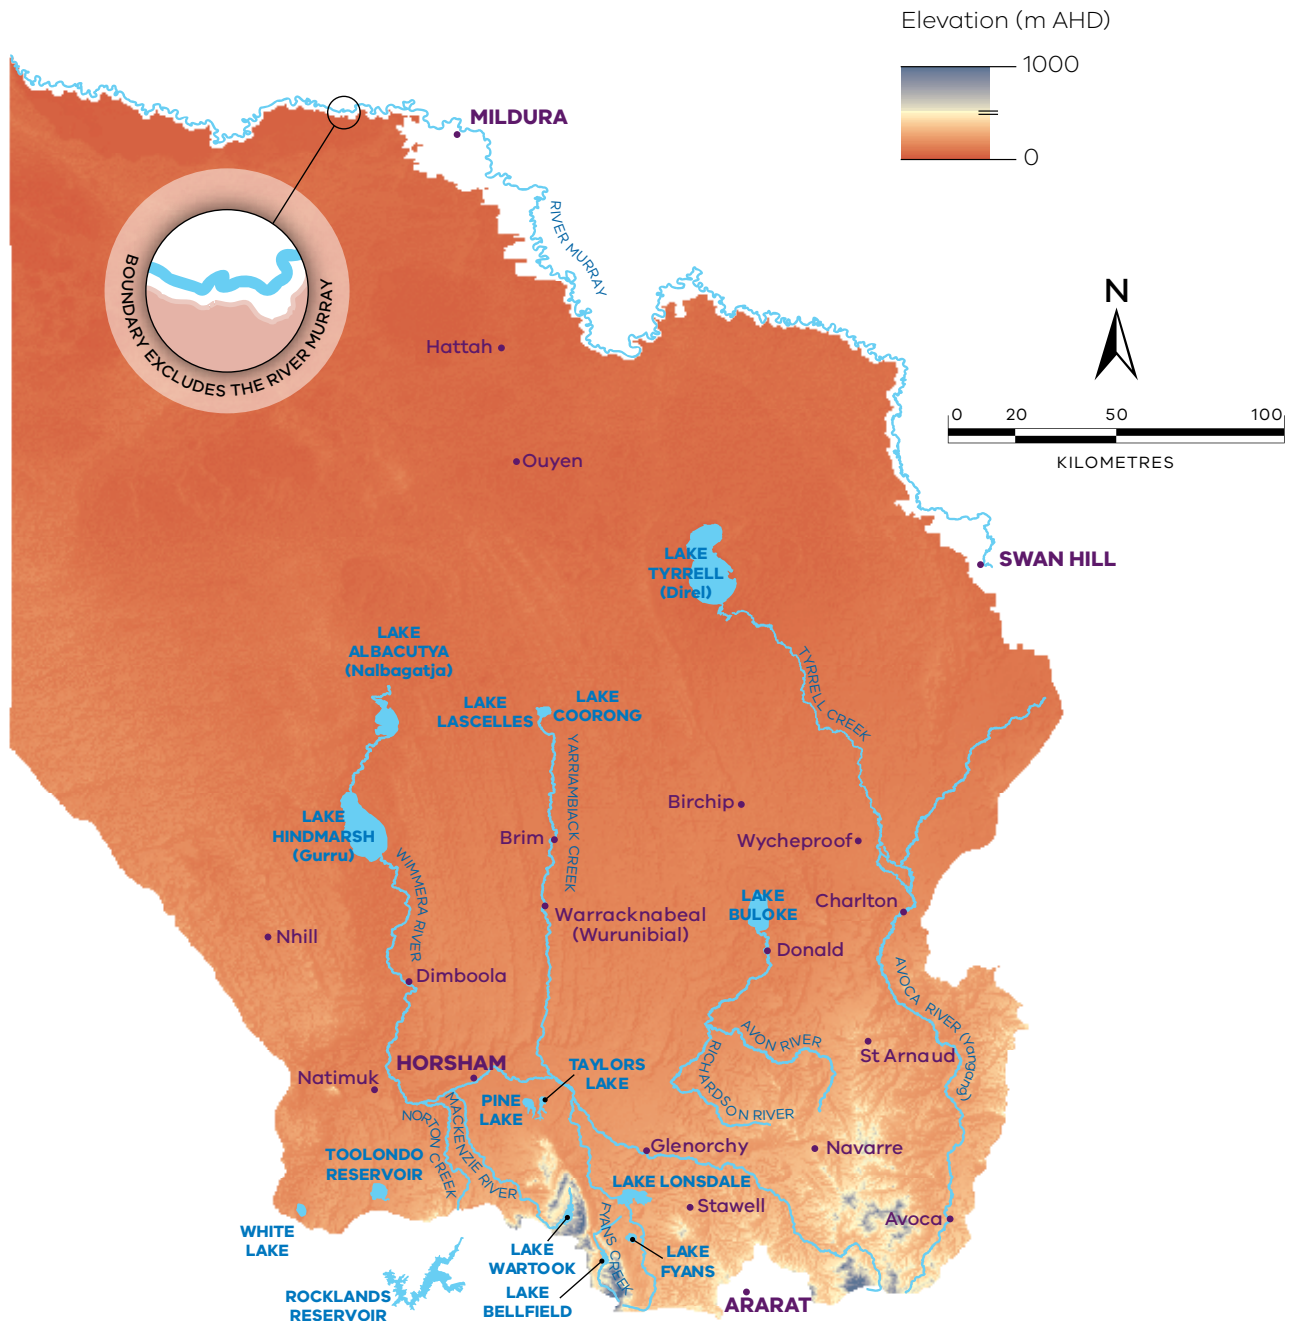 Elevation (m AHD)
1000
0
MILDURA
RIVER MURRAY
BOUNDARY EXCLUDES THE RIVER MURRAY
N
0 20 50 100
KILOMETRES
Hattah
Ouyen
SWAN HILL
LAKE
TYRRELL
(Direl)
LAKE
ALBACUTYA
(Nalbagatja)
TYRRELL CREEK
LAKE
LASCELLES
LAKE
COORONG
YARRIAMBIACK CREEK
Birchip
LAKE
HINDMARSH
(Gurru)
Brim
Wycheproof
WIMMERA RIVER
LAKE
BULOKE
Charlton
Warracknabeal
(Wurunibial)
Nhill
Donald
Dimboola
AVOCA RIVER (Yangang)
AVON RIVER
St Arnaud
RICHARDSON RIVER
HORSHAM
TAYLORS
LAKE
Natimuk
PINE
LAKE
NORTON CREEK
MACKENZIE RIVER
Glenorchy
Navarre
TOOLONDO
RESERVOIR
LAKE LONSDALE
Stawell
FYANS CREEK
Avoca
WHITE
LAKE
LAKE
WARTOOK
LAKE
FYANS
ROCKLANDS
RESERVOIR
LAKE
BELLFIELD
ARARAT